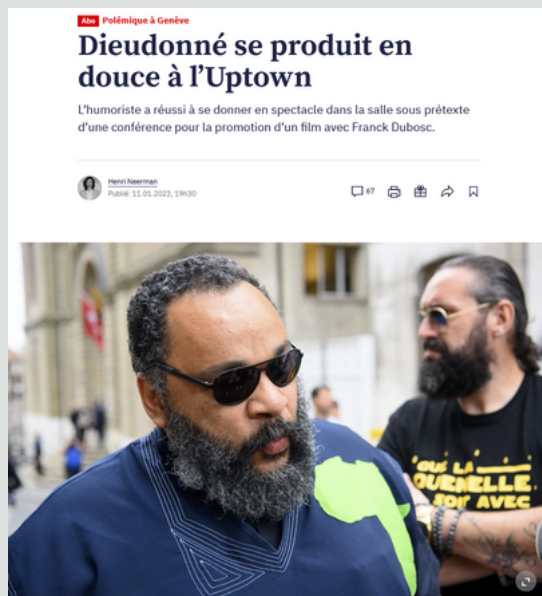 Abo Polémique à Genève
Dieudonné se produit en
douce à l’Uptown
L’humoriste a réussi à se donner en spectacle dans la salle sous prétexte
d’une conférence pour la promotion d’un film avec Franck Dubosc.
Henri Neerman
Publié: 11.01.2023, 19h30
67
QUE LA
QUENELLE
SOIT AVEC